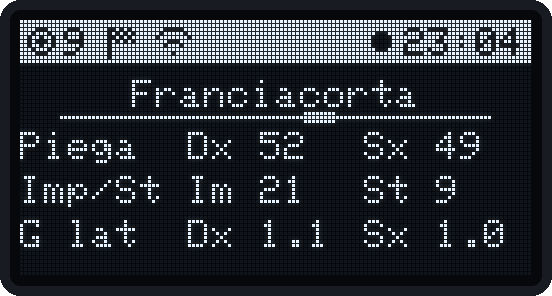 09 23:04
Franciacorta
Piega Dx 52 Sx 49
Imp/St Im 21 St 9
G lat Dx 1.1 Sx 1.0